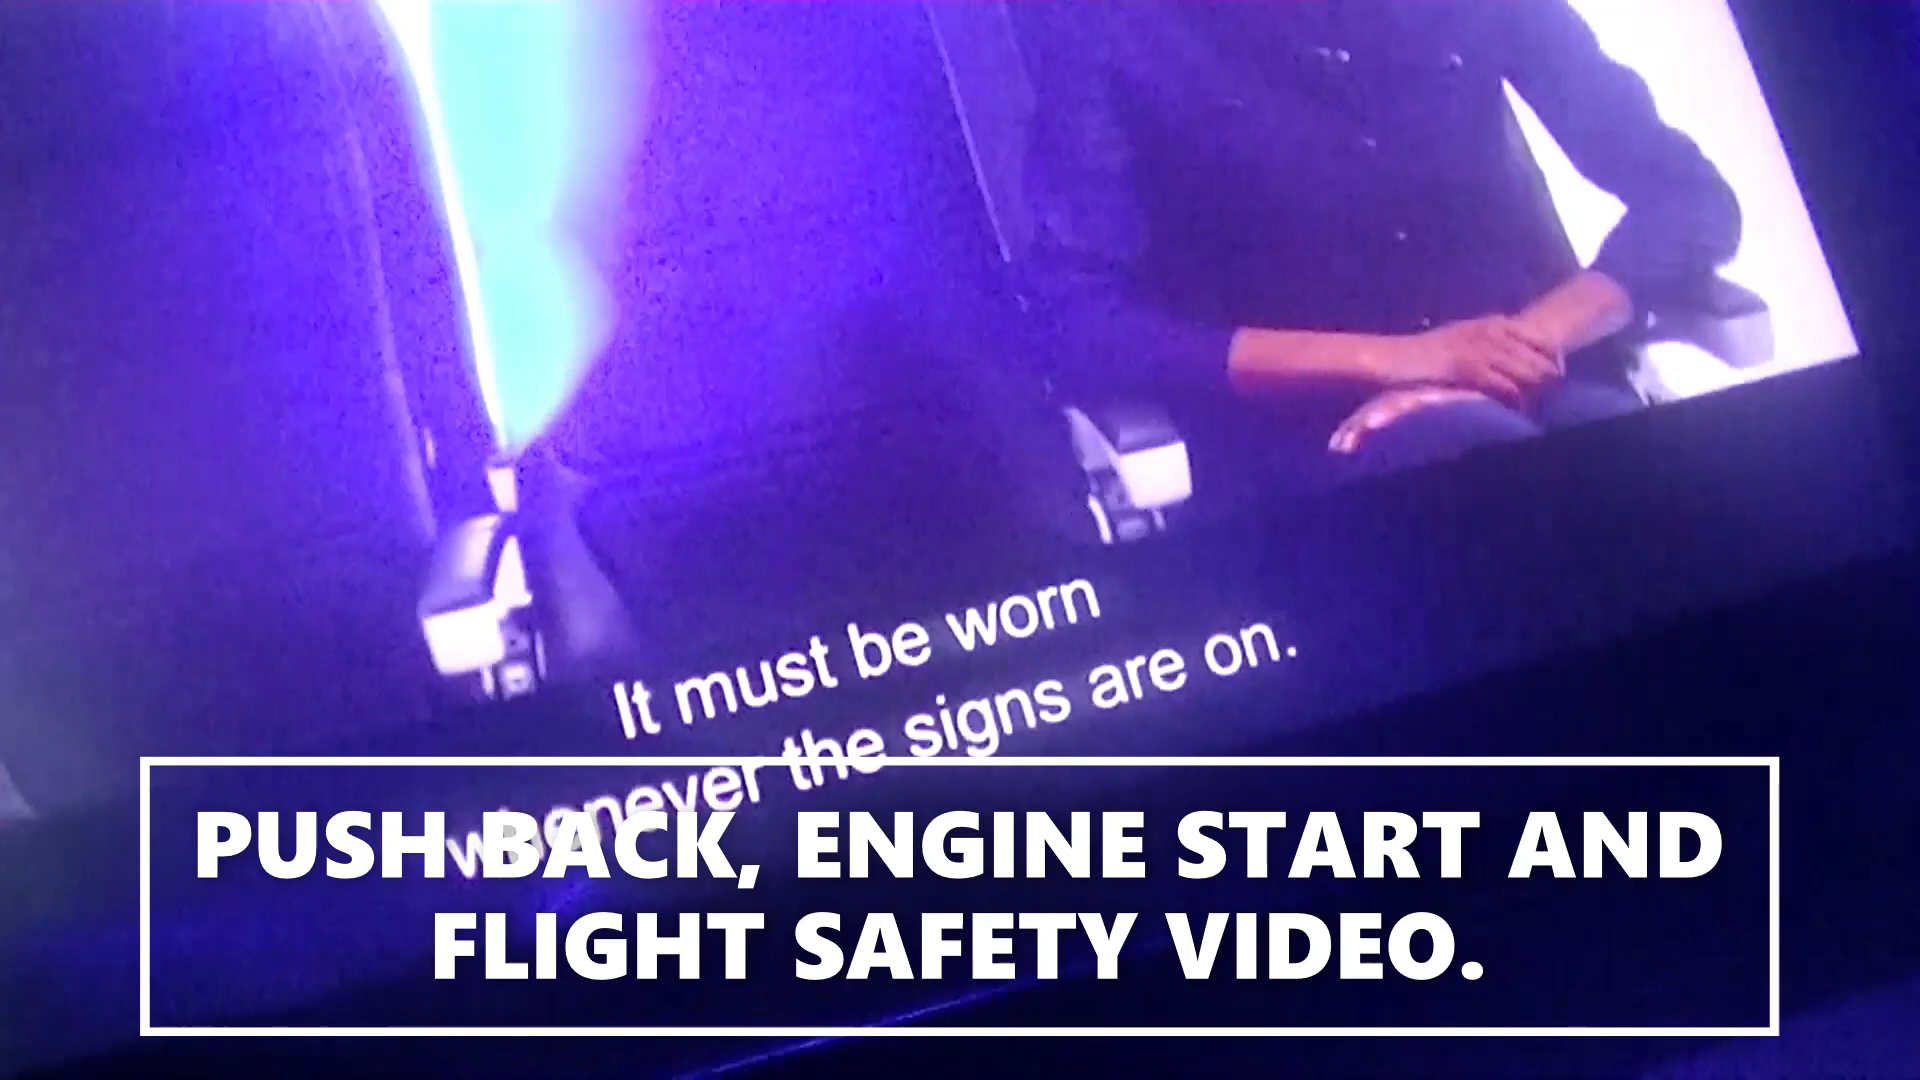 It must be worn
whenever the signs are on.
PUSH BACK, ENGINE START AND
FLIGHT SAFETY VIDEO.